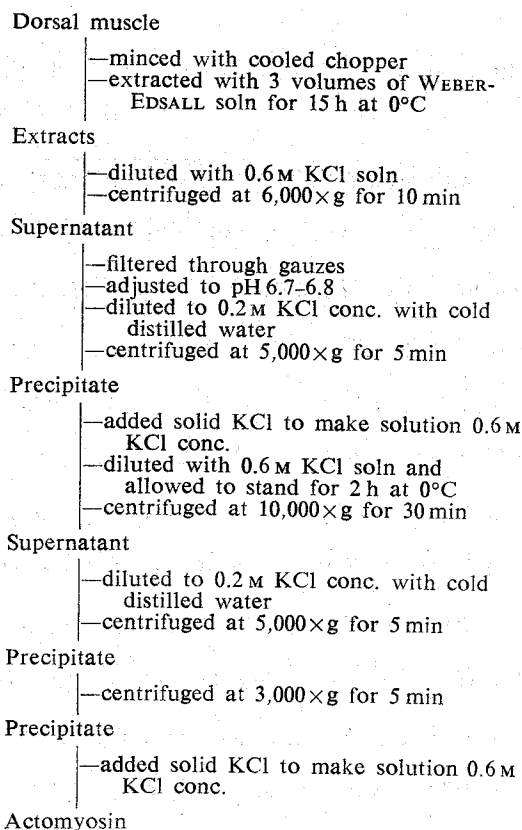 Dorsal muscle
—minced with cooled chopper
—extracted with 3 volumes of WEBER-
EDSALL soln for 15 h at 0°C
Extracts
—diluted with 0.6 M KCl soln
—centrifuged at 6,000×g for 10 min
Supernatant
—filtered through gauzes
—adjusted to pH 6.7–6.8
—diluted to 0.2 M KCl conc. with cold
distilled water
—centrifuged at 5,000×g for 5 min
Precipitate
—added solid KCl to make solution 0.6 M
KCl conc.
—diluted with 0.6 M KCl soln and
allowed to stand for 2 h at 0°C
—centrifuged at 10,000×g for 30 min
Supernatant
—diluted to 0.2 M KCl conc. with cold
distilled water
—centrifuged at 5,000×g for 5 min
Precipitate
—centrifuged at 3,000×g for 5 min
Precipitate
—added solid KCl to make solution 0.6 M
KCl conc.
Actomyosin